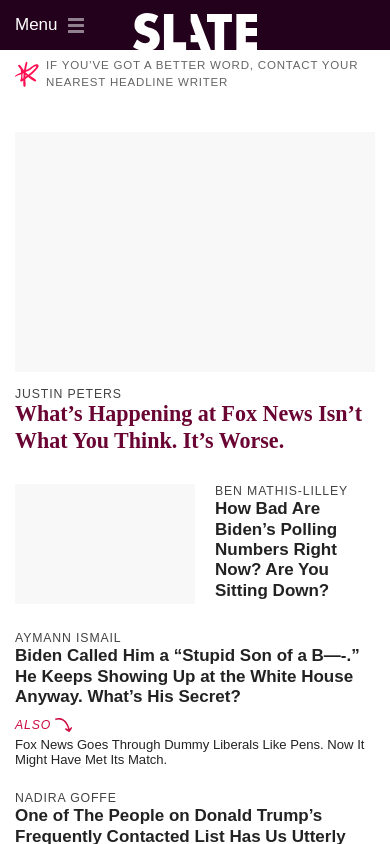 Menu
SLATE
IF YOU’VE GOT A BETTER WORD, CONTACT YOUR
NEAREST HEADLINE WRITER
JUSTIN PETERS
What’s Happening at Fox News Isn’t
What You Think. It’s Worse.
BEN MATHIS-LILLEY
How Bad Are
Biden’s Polling
Numbers Right
Now? Are You
Sitting Down?
AYMANN ISMAIL
Biden Called Him a “Stupid Son of a B—-.”
He Keeps Showing Up at the White House
Anyway. What’s His Secret?
ALSO
Fox News Goes Through Dummy Liberals Like Pens. Now It
Might Have Met Its Match.
NADIRA GOFFE
One of The People on Donald Trump’s
Frequently Contacted List Has Us Utterly